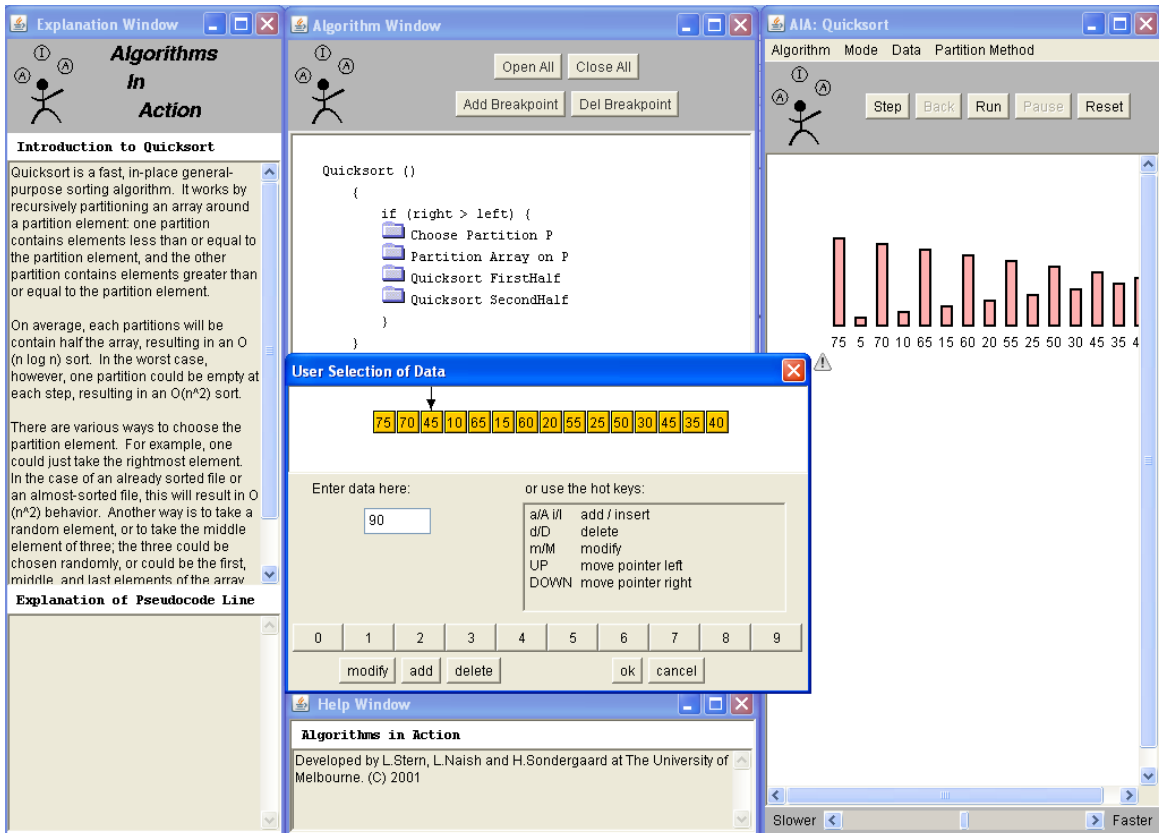 Explanation Window
Algorithms
In
Action
I
A
A
Introduction to Quicksort
Quicksort is a fast, in-place general-
purpose sorting algorithm. It works by
recursively partitioning an array around
a partition element: one partition
contains elements less than or equal to
the partition element, and the other
partition contains elements greater than
or equal to the partition element.
On average, each partitions will be
contain half the array, resulting in an O
(n log n) sort. In the worst case,
however, one partition could be empty at
each step, resulting in an O(n^2) sort.
There are various ways to choose the
partition element. For example, one
could just take the rightmost element.
In the case of an already sorted file or
an almost-sorted file, this will result in O
(n^2) behavior. Another way is to take a
random element, or to take the middle
element of three; the three could be
chosen randomly, or could be the first,
middle, and last elements of the array.
Explanation of Pseudocode Line
Algorithm Window
I
A
A
Open All Close All
Add Breakpoint Del Breakpoint
Quicksort ()
{
if (right > left) {
Choose Partition P
Partition Array on P
Quicksort FirstHalf
Quicksort SecondHalf
}
}
User Selection of Data
75 70 45 10 65 15 60 20 55 25 50 30 45 35 40
Enter data here:
90
or use the hot keys:
a/A i/I add / insert
d/D delete
m/M modify
UP move pointer left
DOWN move pointer right
0 1 2 3 4 5 6 7 8 9
modify add delete ok cancel
Help Window
Algorithms in Action
Developed by L.Stern, L.Naish and H.Sondergaard at The University of
Melbourne. (C) 2001
AIA: Quicksort
Algorithm Mode Data Partition Method
I
A
A
Step Back Run Pause Reset
75 5 70 10 65 15 60 20 55 25 50 30 45 35 4
Slower Faster